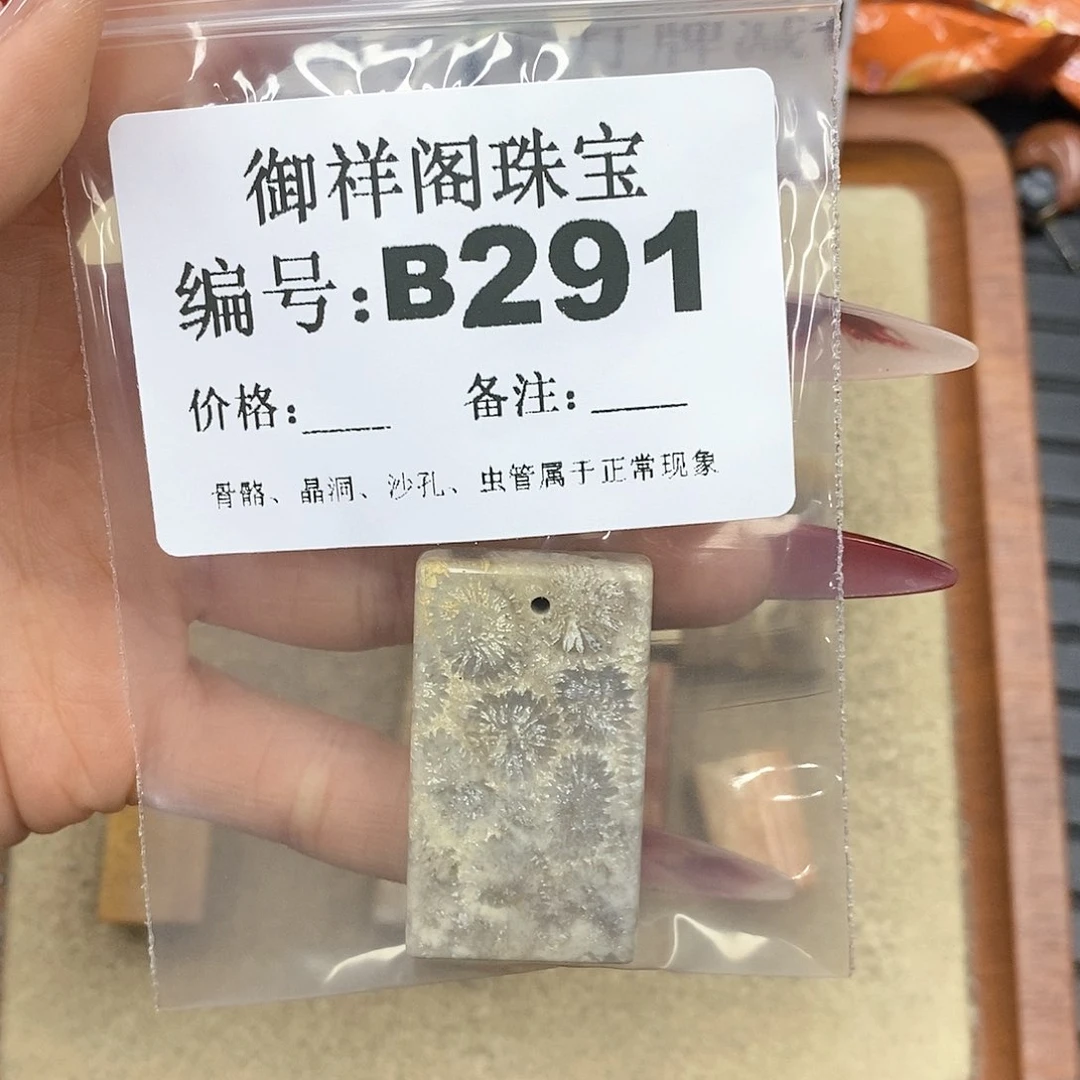 御祥阁珠宝
编号:B291
价格:____ 备注:____
骨骼、晶洞、沙孔、虫管属于正常现象